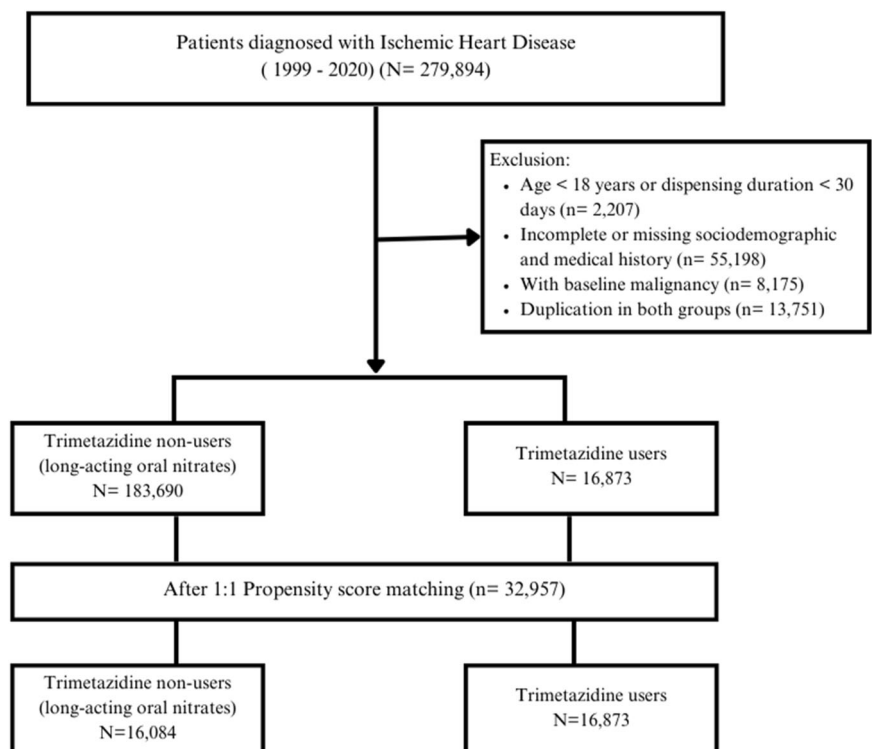 Patients diagnosed with Ischemic Heart Disease
( 1999 - 2020) (N= 279,894)
Exclusion:
• Age < 18 years or dispensing duration < 30
days (n= 2,207)
• Incomplete or missing sociodemographic
and medical history (n= 55,198)
• With baseline malignancy (n= 8,175)
• Duplication in both groups (n= 13,751)
Trimetazidine non-users
(long-acting oral nitrates)
N= 183,690
Trimetazidine users
N= 16,873
After 1:1 Propensity score matching (n= 32,957)
Trimetazidine non-users
(long-acting oral nitrates)
N=16,084
Trimetazidine users
N=16,873